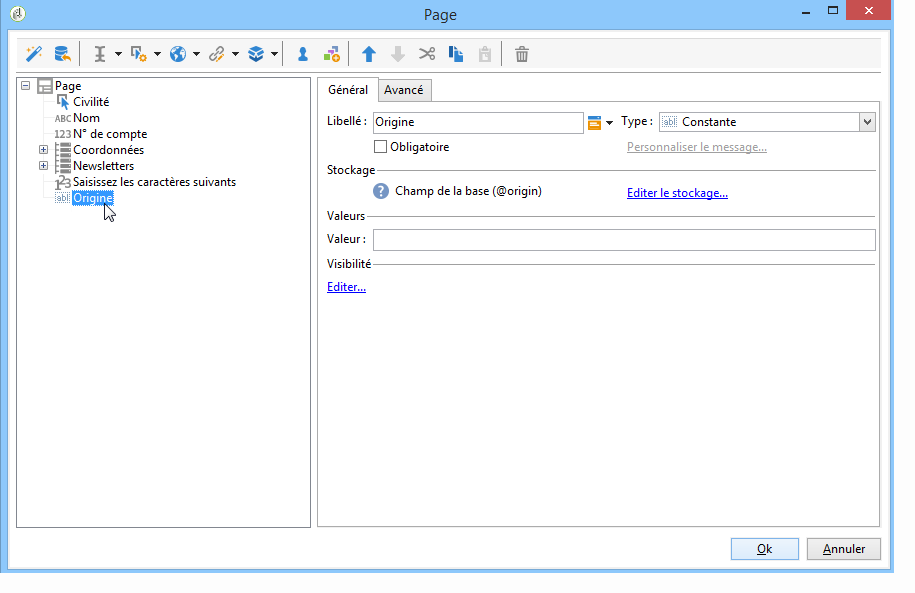 Page
Page
Civilité
ABC Nom
123 N° de compte
Coordonnées
Newsletters
123 Saisissez les caractères suivants
abl Origine
Général Avancé
Libellé : Origine Type : abl Constante
Obligatoire Personnaliser le message...
Stockage
? Champ de la base (@origin) Editer le stockage...
Valeurs
Valeur :
Visibilité
Editer...
Ok Annuler